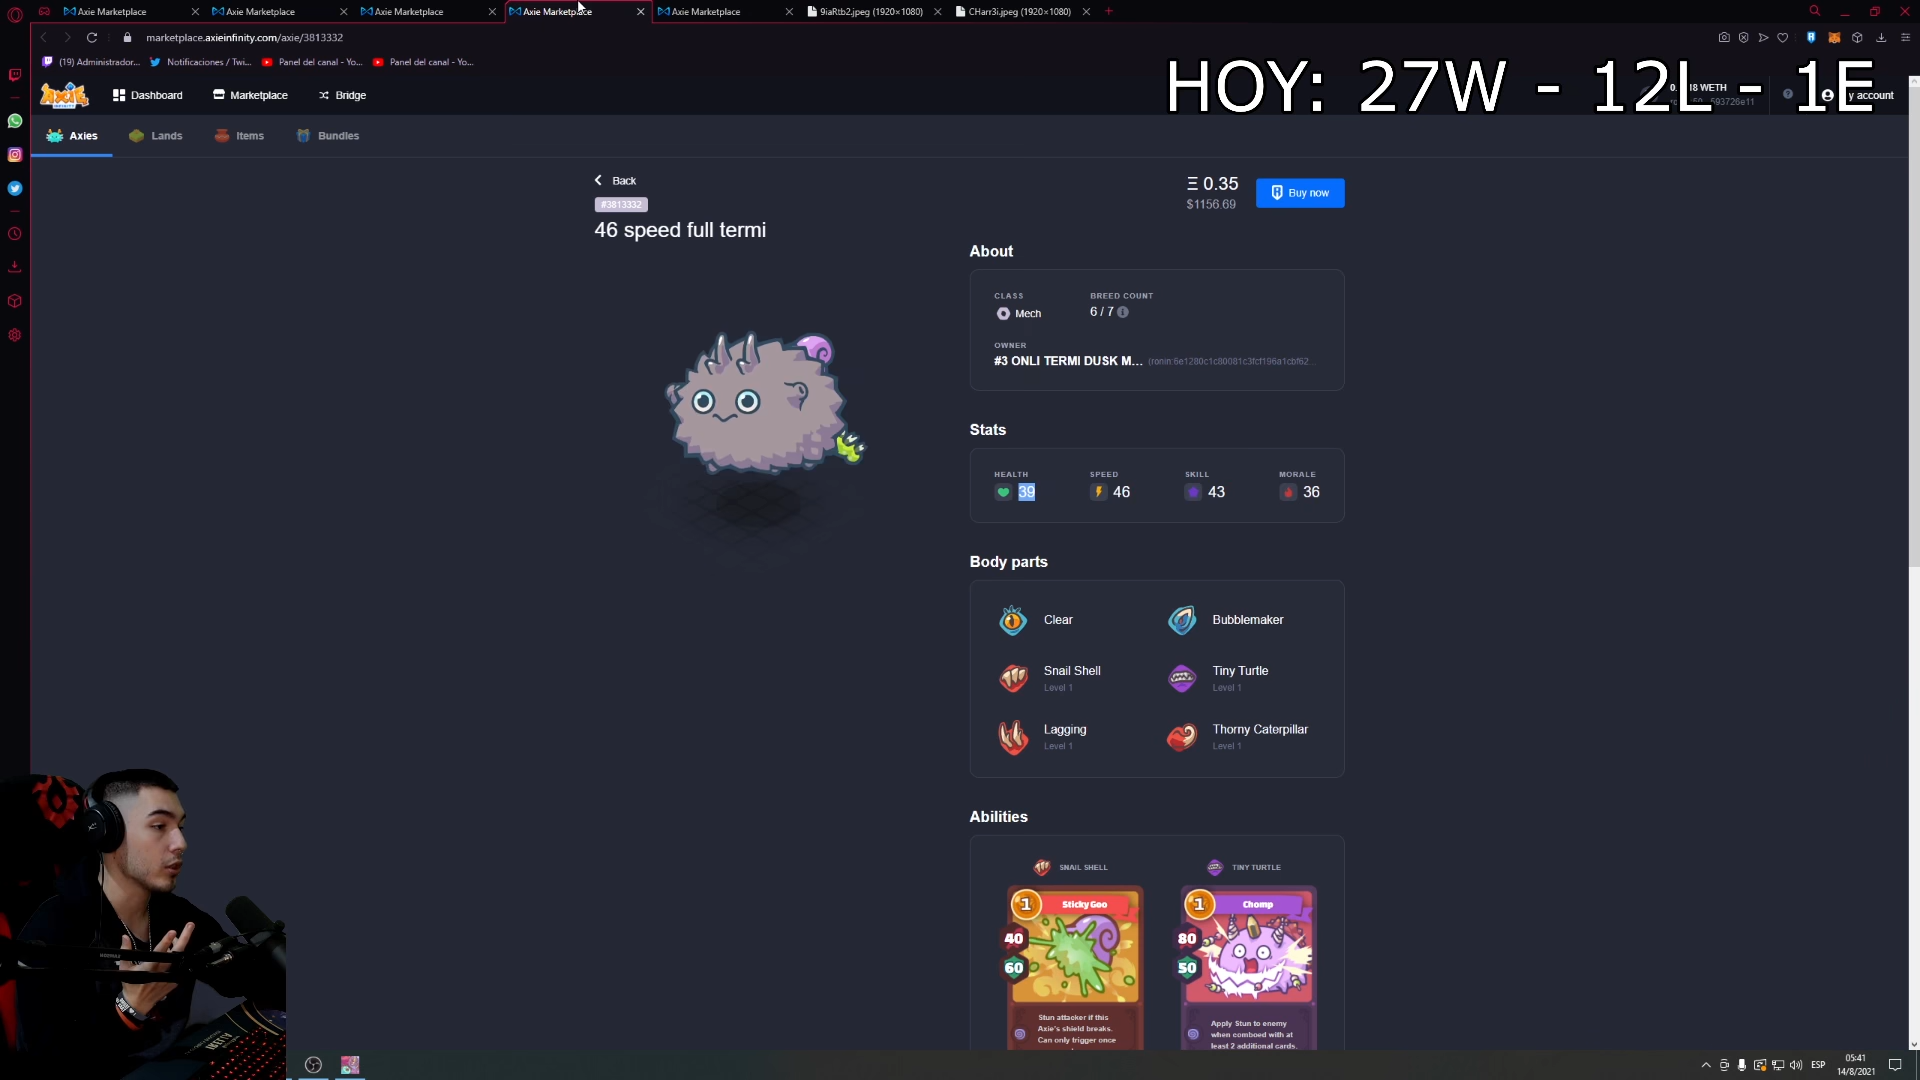 Axie Marketplace
Axie Marketplace
Axie Marketplace
Axie Marketplace
Axie Marketplace
9iaRtb2.jpeg (1920×1080)
CHarr3i.jpeg (1920×1080)
marketplace.axieinfinity.com/axie/3813332
(19) Administrador...
Notificaciones / Twi...
Panel del canal - Yo...
Panel del canal - Yo...
HOY: 27W - 12L - 1E
AXIE
Dashboard
Marketplace
Bridge
18 WETH
593726e11
y account
Axies
Lands
Items
Bundles
Back
#3813332
46 speed full termi
Ξ 0.35
$1156.69
Buy now
About
CLASS
BREED COUNT
Mech
6 / 7
OWNER
#3 ONLI TERMI DUSK M...
(ronin:6e1280c1c80081c3fcf196a1cbf62...
Stats
HEALTH
SPEED
SKILL
MORALE
39
46
43
36
Body parts
Clear
Bubblemaker
Snail Shell
Level 1
Tiny Turtle
Level 1
Lagging
Level 1
Thorny Caterpillar
Level 1
Abilities
SNAIL SHELL
TINY TURTLE
1
Sticky Goo
40
60
Stun attacker if this
Axie's shield breaks.
Can only trigger once
1
Chomp
80
50
Apply Stun to enemy
when comboed with at
least 2 additional cards.
ESP
05:41
14/8/2021